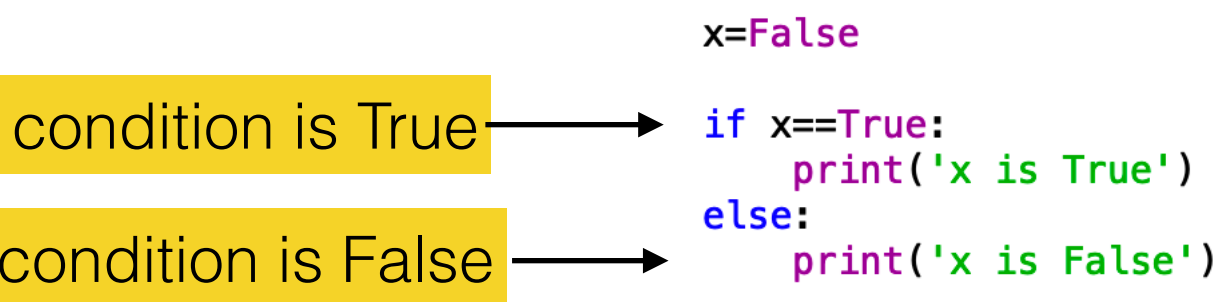 x=False
condition is True
if x==True:
    print('x is True')
else:
condition is False
    print('x is False')